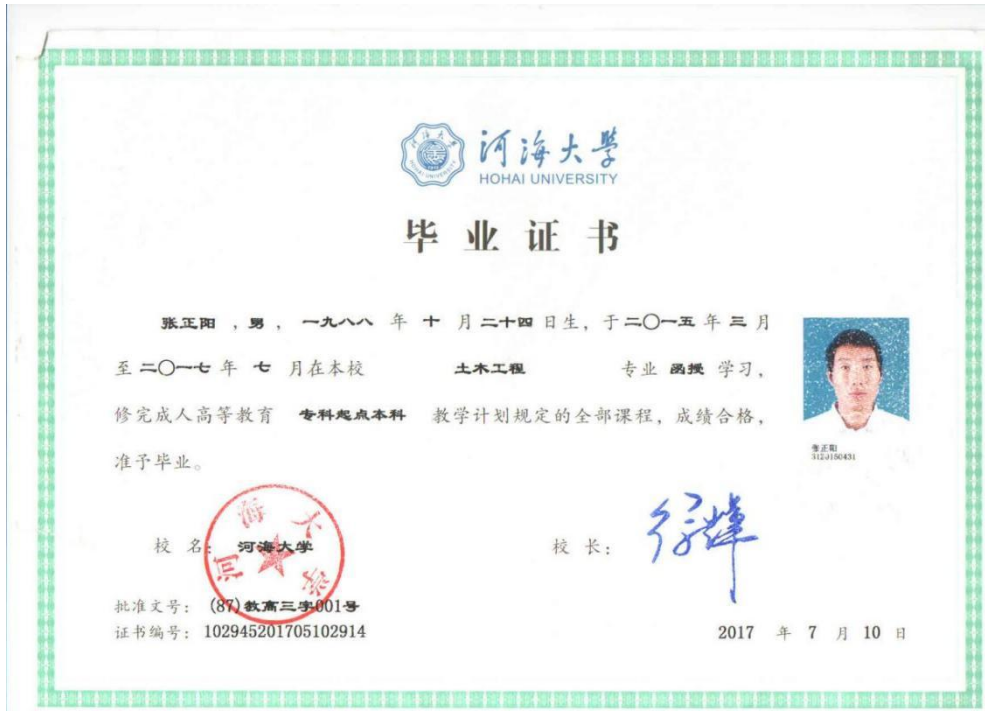 河海大學
HOHAI UNIVERSITY
毕业证书
张正阳，男，一九八八年十月二十四日生，于二〇一五年三月
至二〇一七年七月在本校 土木工程 专业 函授 学习，
修完成人高等教育 专科起点本科 教学计划规定的全部课程，成绩合格，
准予毕业。
张正阳
3120150431
校 名：河海大学
校 长：
河海大学
批准文号：(87)教高三字001号
证书编号：102945201705102914
2017 年 7 月 10 日